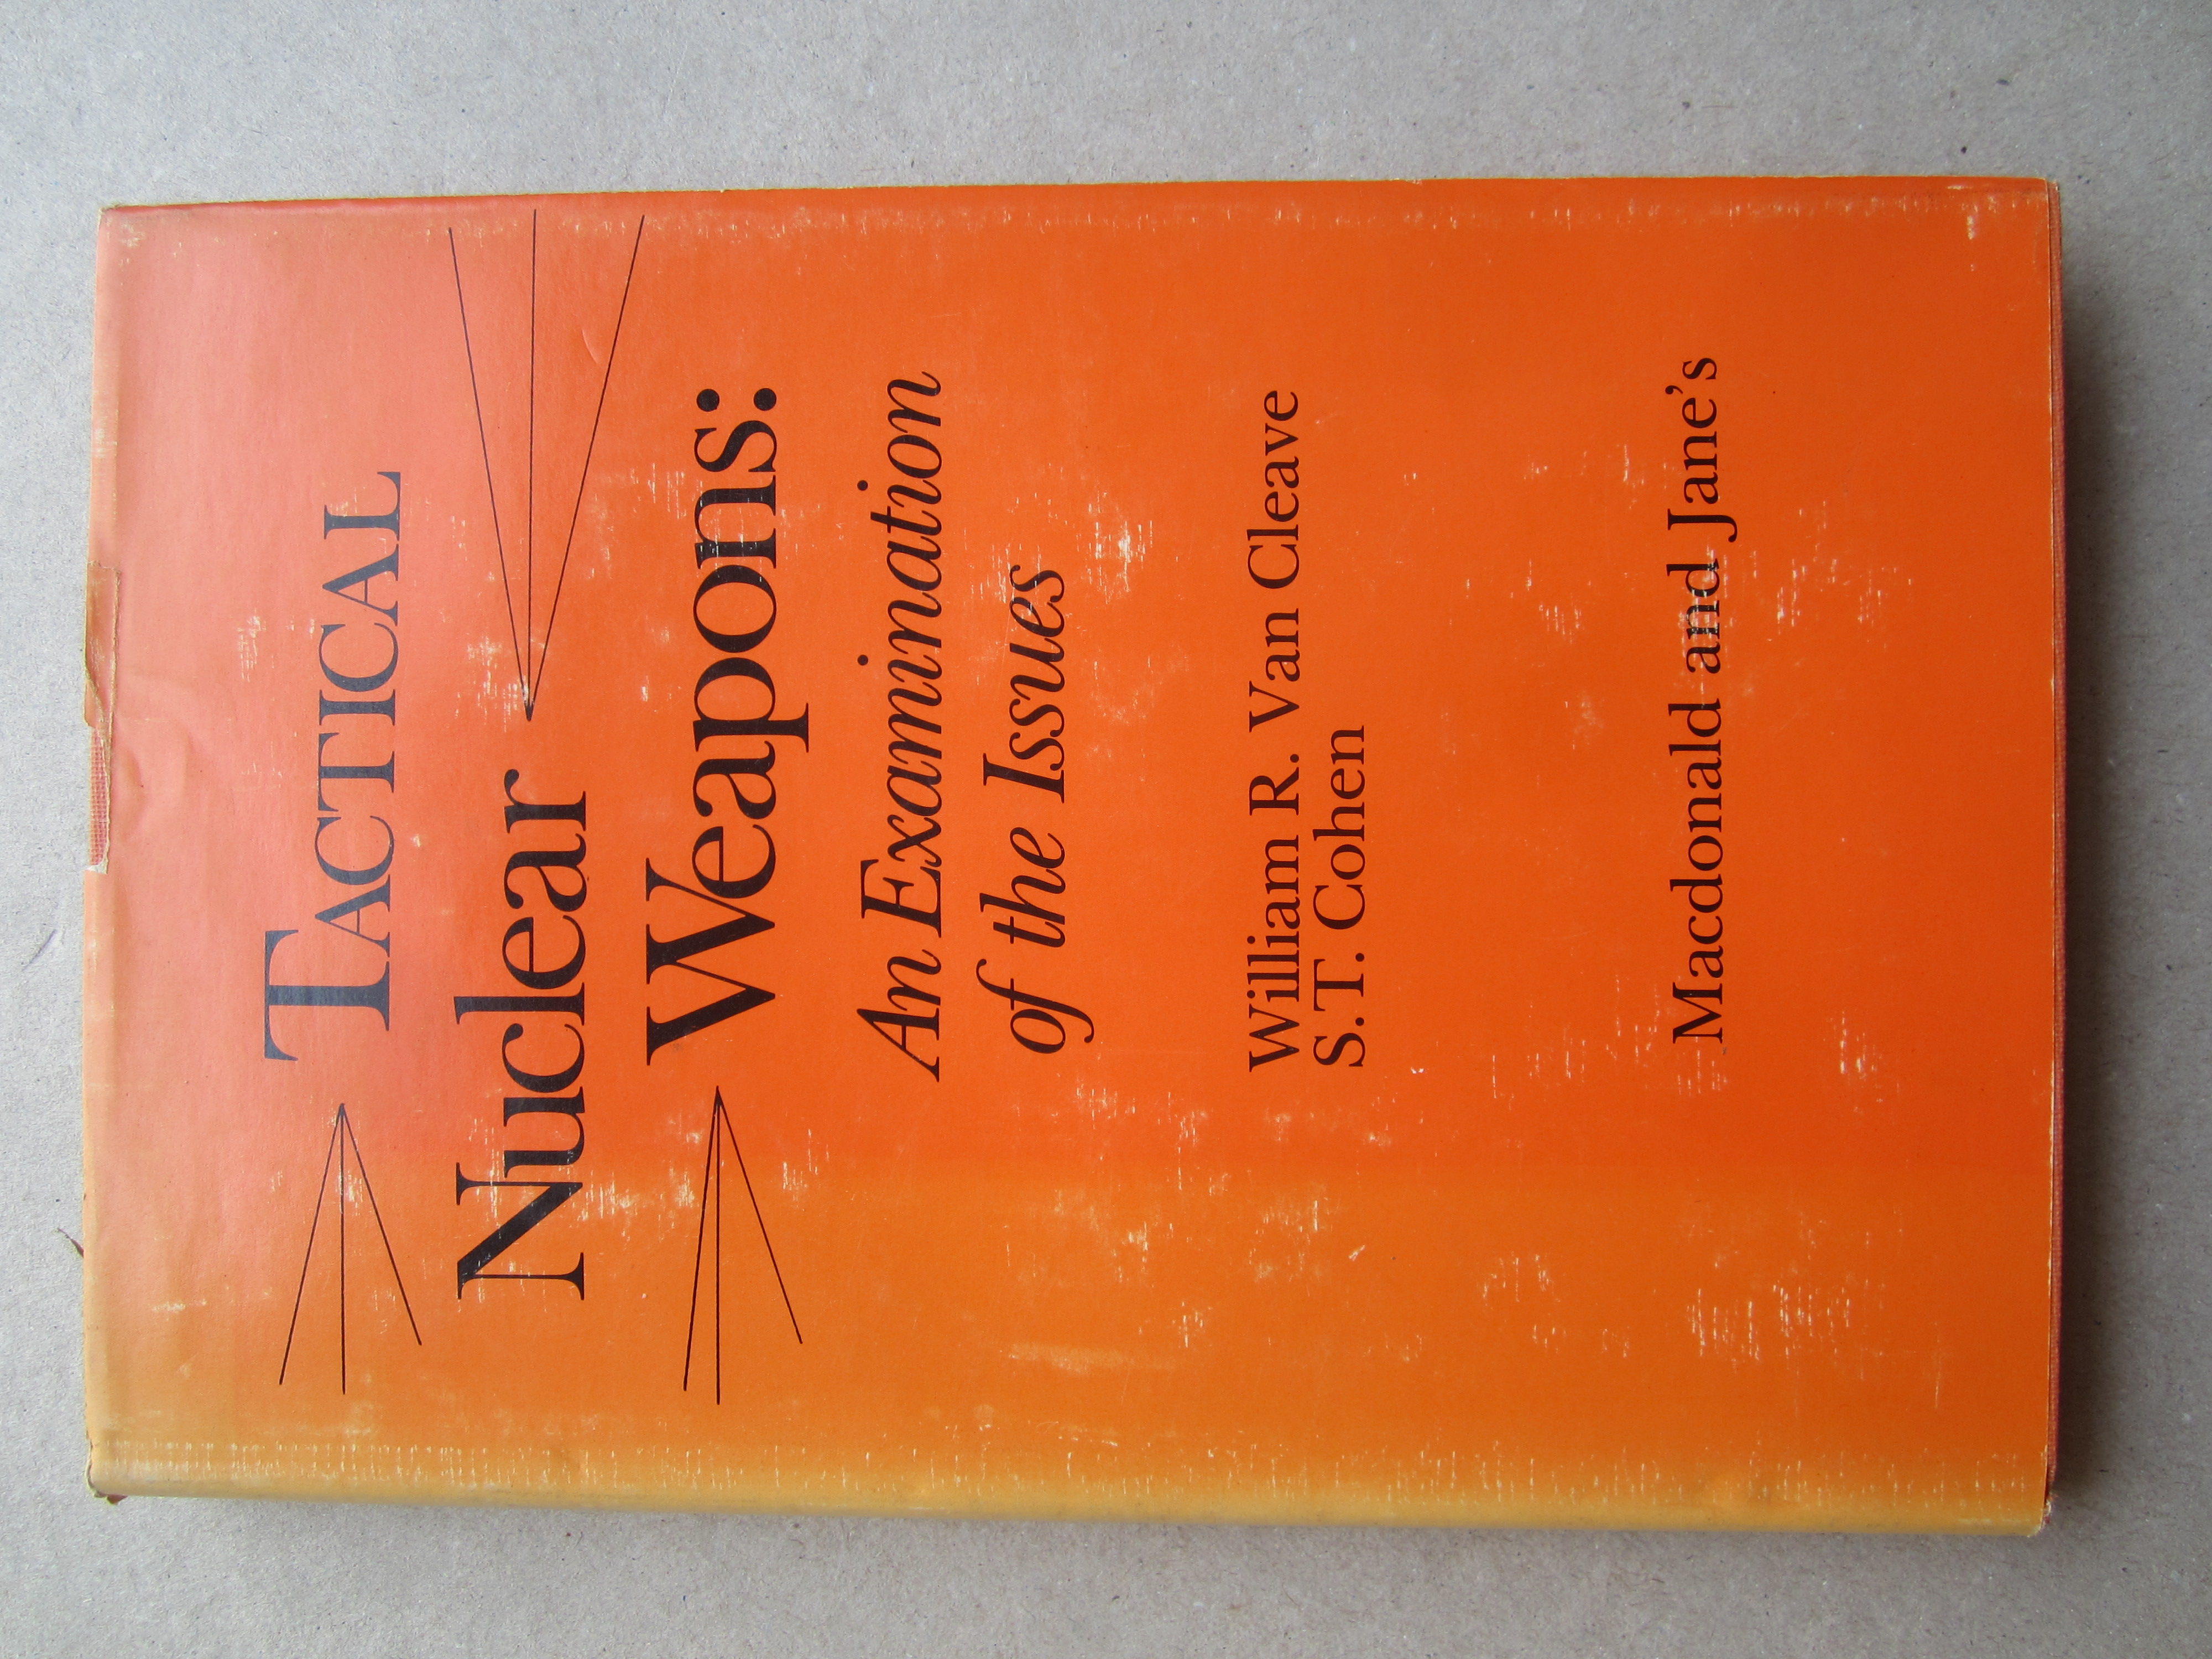 TACTICAL
Nuclear
Weapons:
An Examination
of the Issues
William R. Van Cleave
S.T. Cohen
Macdonald and Jane's